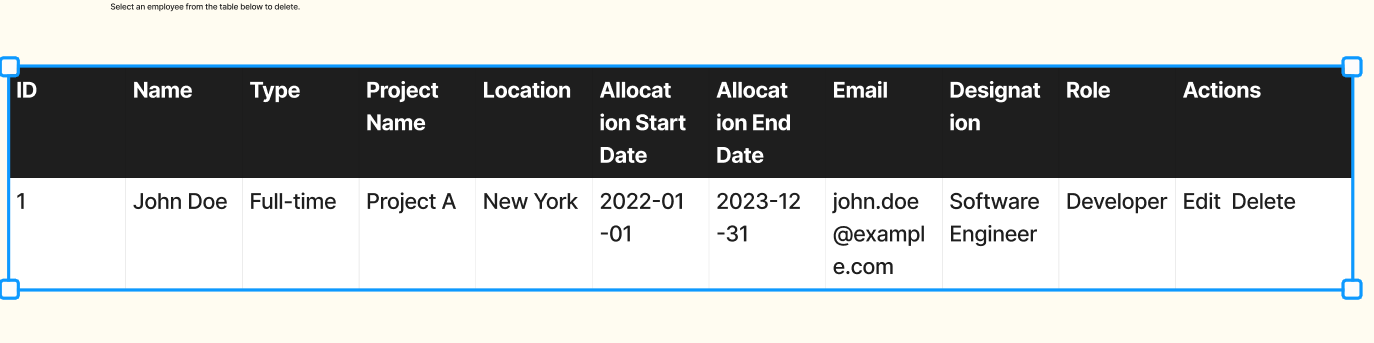 Select an employee from the table below to delete.
ID Name Type Project Name Location Allocation Start Date Allocation End Date Email Designation Role Actions
1 John Doe Full-time Project A New York 2022-01-01 2023-12-31 john.doe@example.com Software Engineer Developer Edit Delete